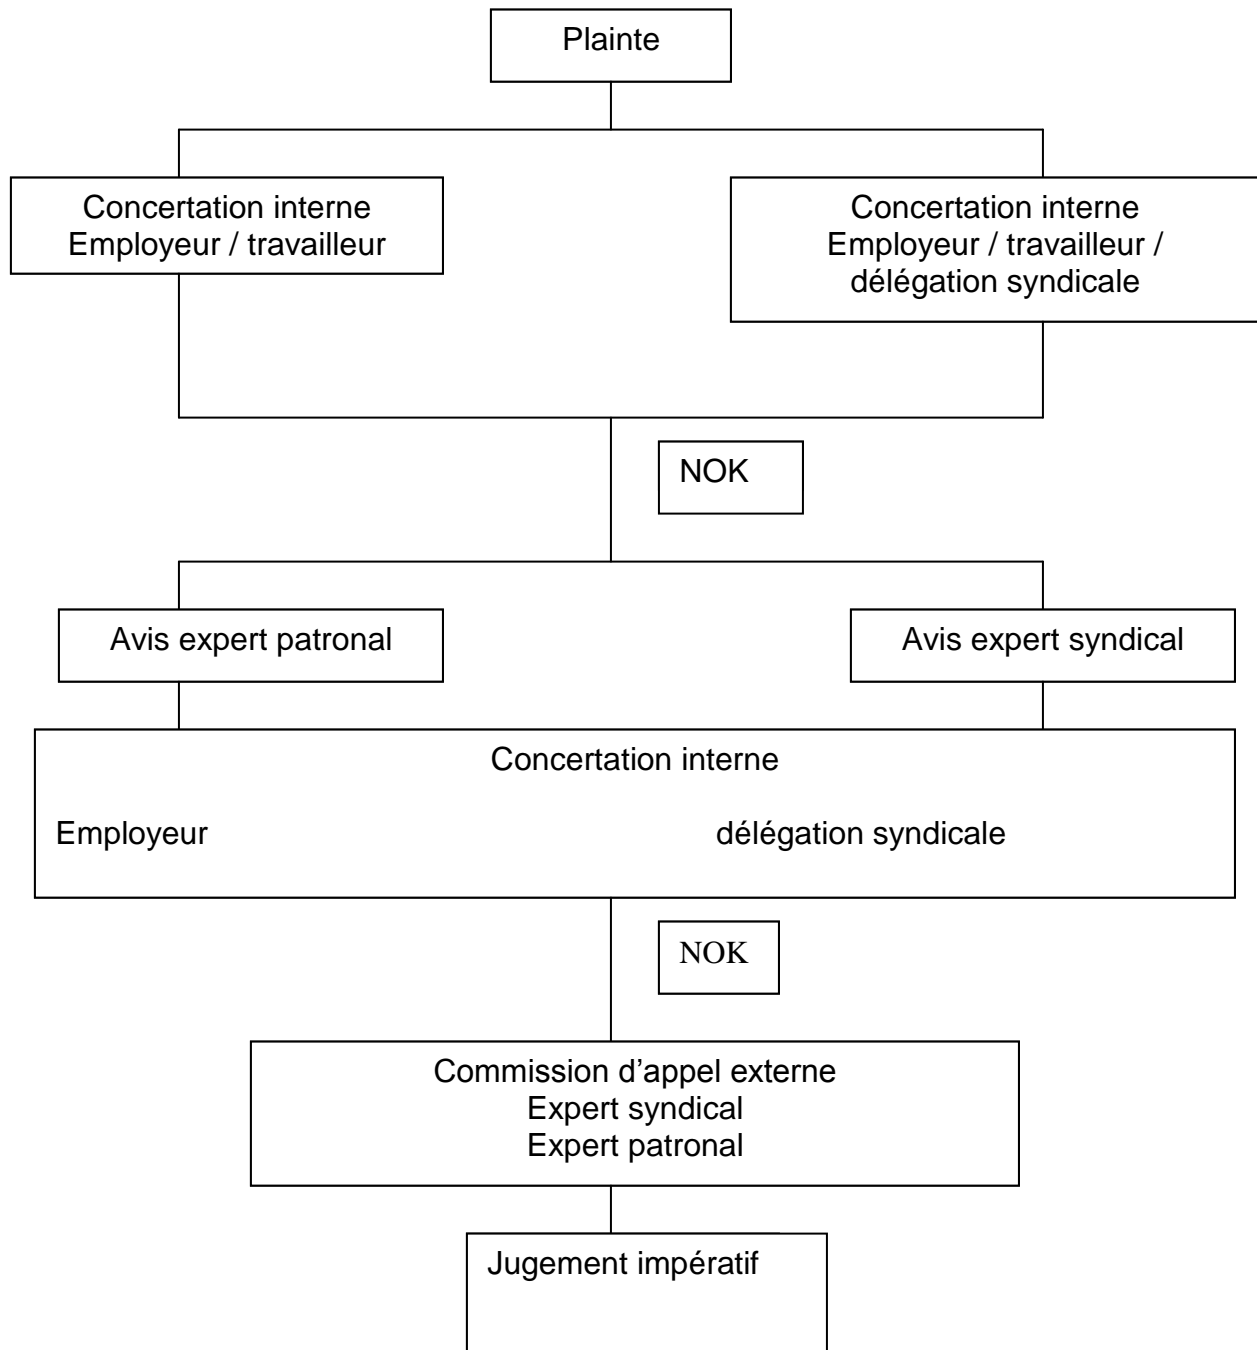 Plainte
Concertation interne
Employeur / travailleur
Concertation interne
Employeur / travailleur /
délégation syndicale
NOK
Avis expert patronal
Avis expert syndical
Concertation interne
Employeur délégation syndicale
NOK
Commission d’appel externe
Expert syndical
Expert patronal
Jugement impératif